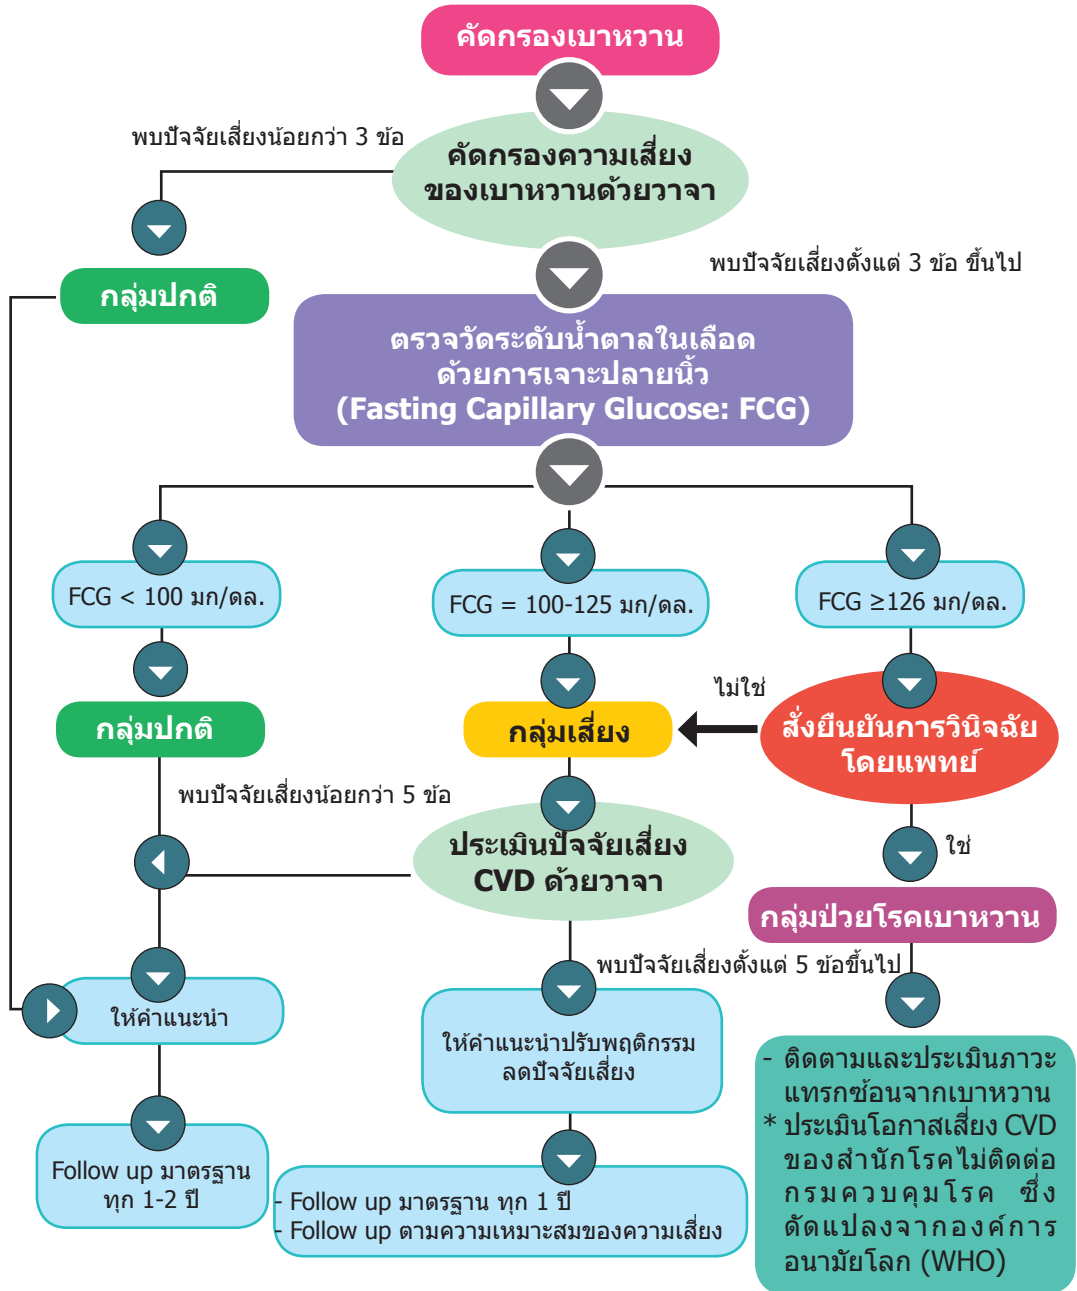 คัดกรองเบาหวาน
พบปัจจัยเสี่ยงน้อยกว่า 3 ข้อ
คัดกรองความเสี่ยง
ของเบาหวานด้วยวาจา
พบปัจจัยเสี่ยงตั้งแต่ 3 ข้อ ขึ้นไป
กลุ่มปกติ
ตรวจวัดระดับน้ำตาลในเลือด
ด้วยการเจาะปลายนิ้ว
(Fasting Capillary Glucose: FCG)
FCG < 100 มก/ดล.
FCG = 100-125 มก/ดล.
FCG ≥126 มก/ดล.
กลุ่มปกติ
กลุ่มเสี่ยง
ไม่ใช่
สั่งยืนยันการวินิจฉัย
โดยแพทย์
พบปัจจัยเสี่ยงน้อยกว่า 5 ข้อ
ประเมินปัจจัยเสี่ยง
CVD ด้วยวาจา
ใช่
กลุ่มป่วยโรคเบาหวาน
พบปัจจัยเสี่ยงตั้งแต่ 5 ข้อขึ้นไป
ให้คำแนะนำ
ให้คำแนะนำปรับพฤติกรรม
ลดปัจจัยเสี่ยง
Follow up มาตรฐาน
ทุก 1-2 ปี
- Follow up มาตรฐาน ทุก 1 ปี
- Follow up ตามความเหมาะสมของความเสี่ยง
- ติดตามและประเมินภาวะ
แทรกซ้อนจากเบาหวาน
* ประเมินโอกาสเสี่ยง CVD
ของสำนักโรคไม่ติดต่อ
กรมควบคุมโรค ซึ่ง
ดัดแปลงจากองค์การ
อนามัยโลก (WHO)